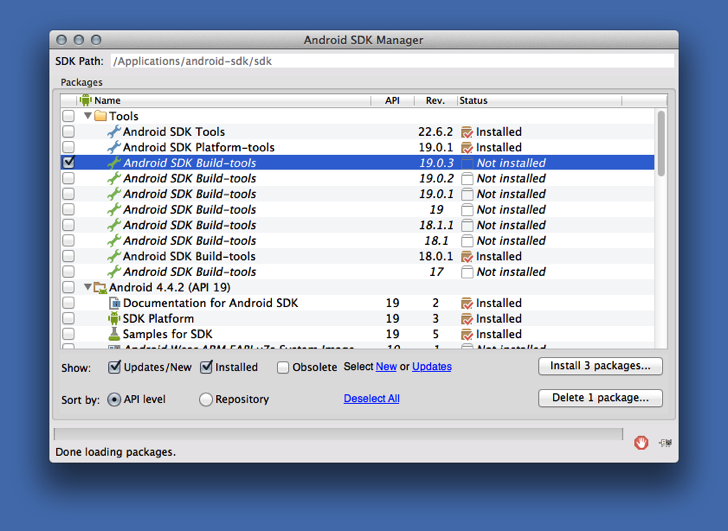 Android SDK Manager
SDK Path: /Applications/android-sdk/sdk
Packages
Name API Rev. Status
Tools
Android SDK Tools 22.6.2 Installed
Android SDK Platform-tools 19.0.1 Installed
Android SDK Build-tools 19.0.3 Not installed
Android SDK Build-tools 19.0.2 Not installed
Android SDK Build-tools 19.0.1 Not installed
Android SDK Build-tools 19 Not installed
Android SDK Build-tools 18.1.1 Not installed
Android SDK Build-tools 18.1 Not installed
Android SDK Build-tools 18.0.1 Installed
Android SDK Build-tools 17 Not installed
Android 4.4.2 (API 19)
Documentation for Android SDK 19 2 Installed
SDK Platform 19 3 Installed
Samples for SDK 19 5 Installed
Android Wear ARM EABI v7a System Image 19 1 Not installed
Show: Updates/New Installed Obsolete Select New or Updates Install 3 packages...
Sort by: API level Repository Deselect All Delete 1 package...
Done loading packages.